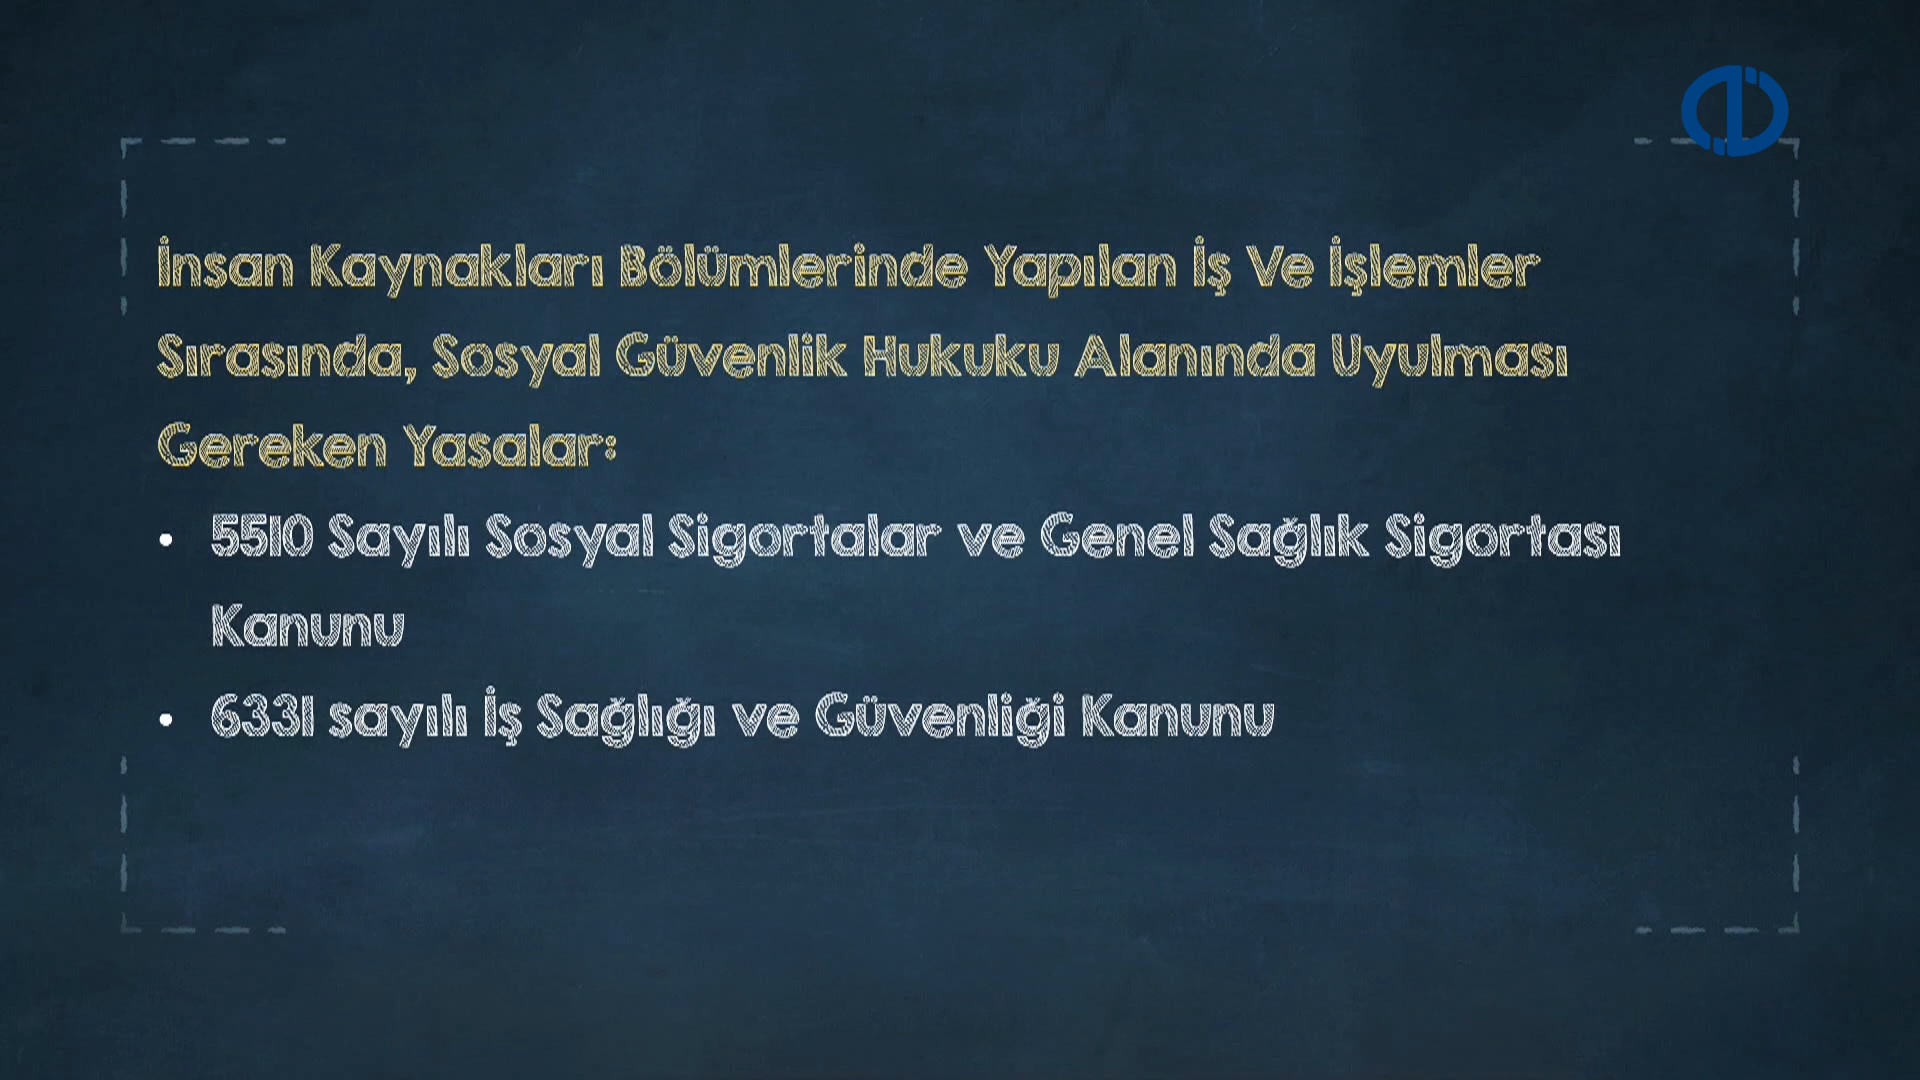 İnsan Kaynakları Bölümlerinde Yapılan İş Ve İşlemler
Sırasında, Sosyal Güvenlik Hukuku Alanında Uyulması
Gereken Yasalar:
• 5510 Sayılı Sosyal Sigortalar ve Genel Sağlık Sigortası
Kanunu
• 6331 sayılı İş Sağlığı ve Güvenliği Kanunu